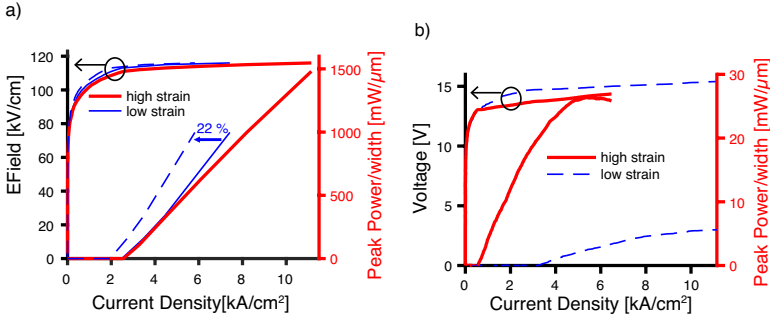 a)
EField [kV/cm]
120
100
80
60
40
20
0
0
2
4
6
8
10
Current Density[kA/cm²]
high strain
low strain
22 %
1500
1000
500
0
Peak Power/width [mW/μm]
b)
Voltage [V]
15
10
5
0
0
2
4
6
8
10
Current Density [kA/cm²]
high strain
low strain
30
20
10
0
Peak Power/width [mW/μm]